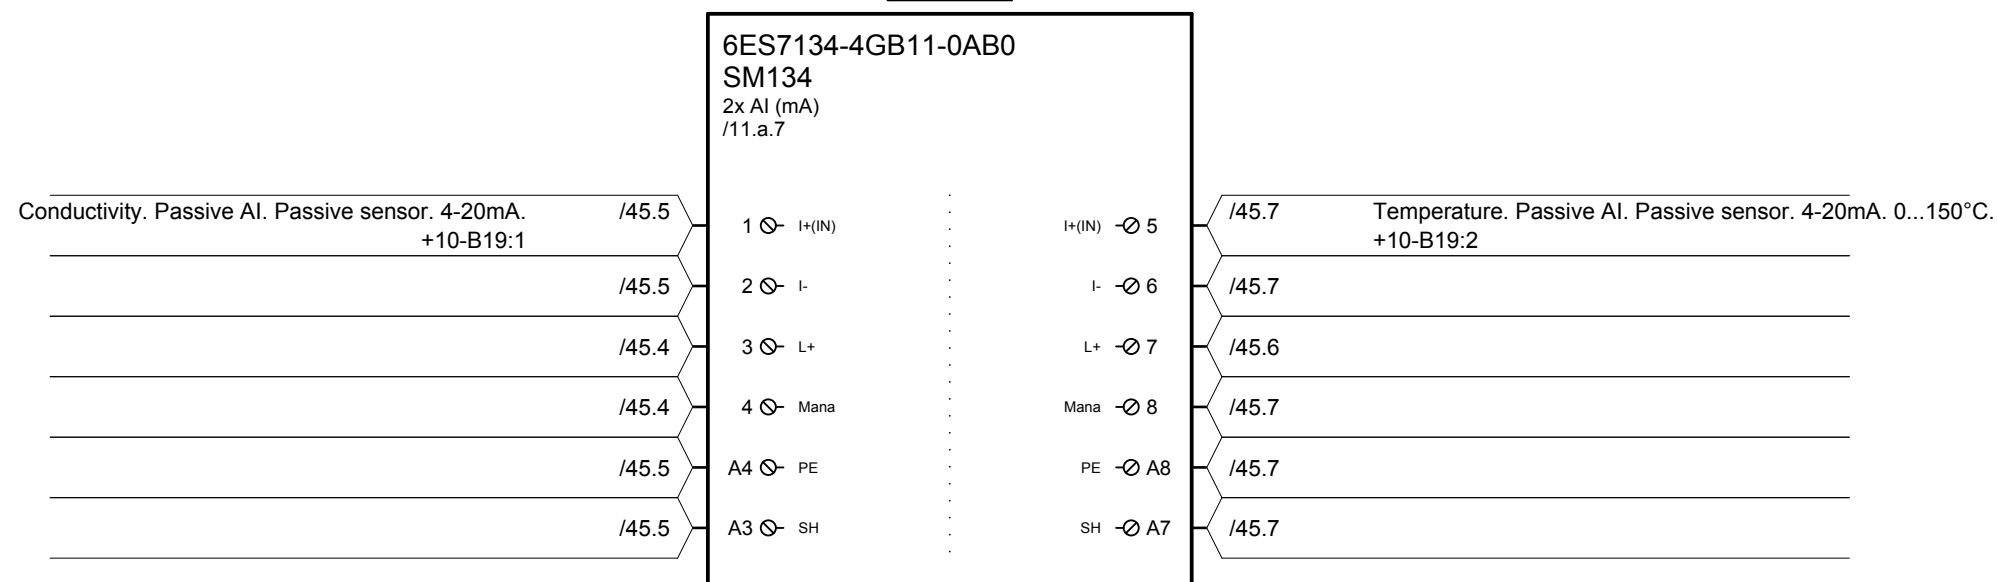 6ES7134-4GB11-0AB0
SM134
2x AI (mA)
/11.a.7
Conductivity. Passive AI. Passive sensor. 4-20mA. /45.5 1 I+(IN) I+(IN) 5 /45.7 Temperature. Passive AI. Passive sensor. 4-20mA. 0...150°C.
+10-B19:1 +10-B19:2
/45.5 2 I- I- 6 /45.7
/45.4 3 L+ L+ 7 /45.6
/45.4 4 Mana Mana 8 /45.7
/45.5 A4 PE PE A8 /45.7
/45.5 A3 SH SH A7 /45.7